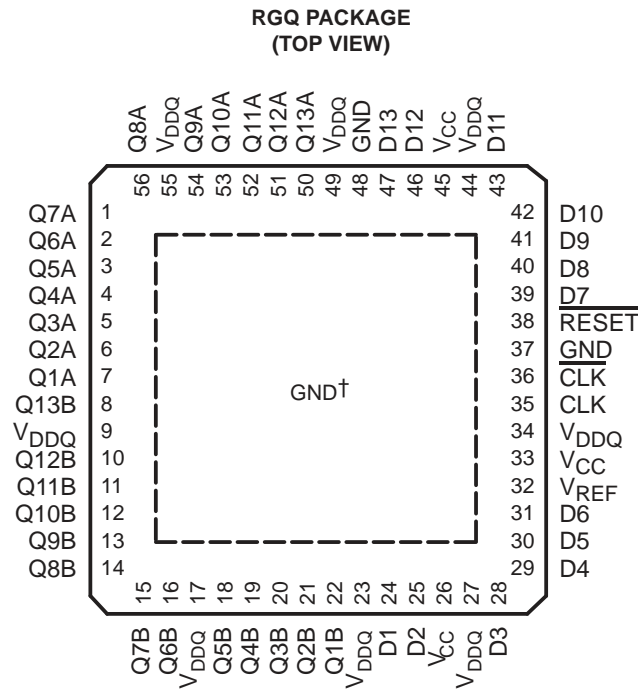 RGQ PACKAGE
(TOP VIEW)
Q8A
VDDQ
Q9A
Q10A
Q11A
Q12A
Q13A
VDDQ
GND
D13
D12
VCC
VDDQ
D11
56
55
54
53
52
51
50
49
48
47
46
45
44
43
Q7A 1
Q6A 2
Q5A 3
Q4A 4
Q3A 5
Q2A 6
Q1A 7
Q13B 8
VDDQ 9
Q12B 10
Q11B 11
Q10B 12
Q9B 13
Q8B 14
42 D10
41 D9
40 D8
39 D7
38 RESET
37 GND
36 CLK
35 CLK
34 VDDQ
33 VCC
32 VREF
31 D6
30 D5
29 D4
GND†
15
16
17
18
19
20
21
22
23
24
25
26
27
28
Q7B
Q6B
VDDQ
Q5B
Q4B
Q3B
Q2B
Q1B
VDDQ
D1
D2
VCC
VDDQ
D3